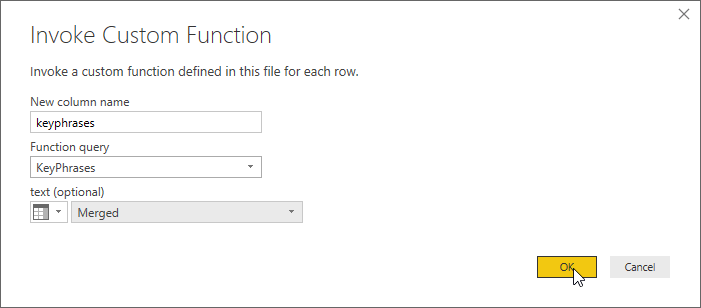 Invoke Custom Function
Invoke a custom function defined in this file for each row.
New column name
keyphrases
Function query
KeyPhrases
text (optional)
Merged
OK Cancel